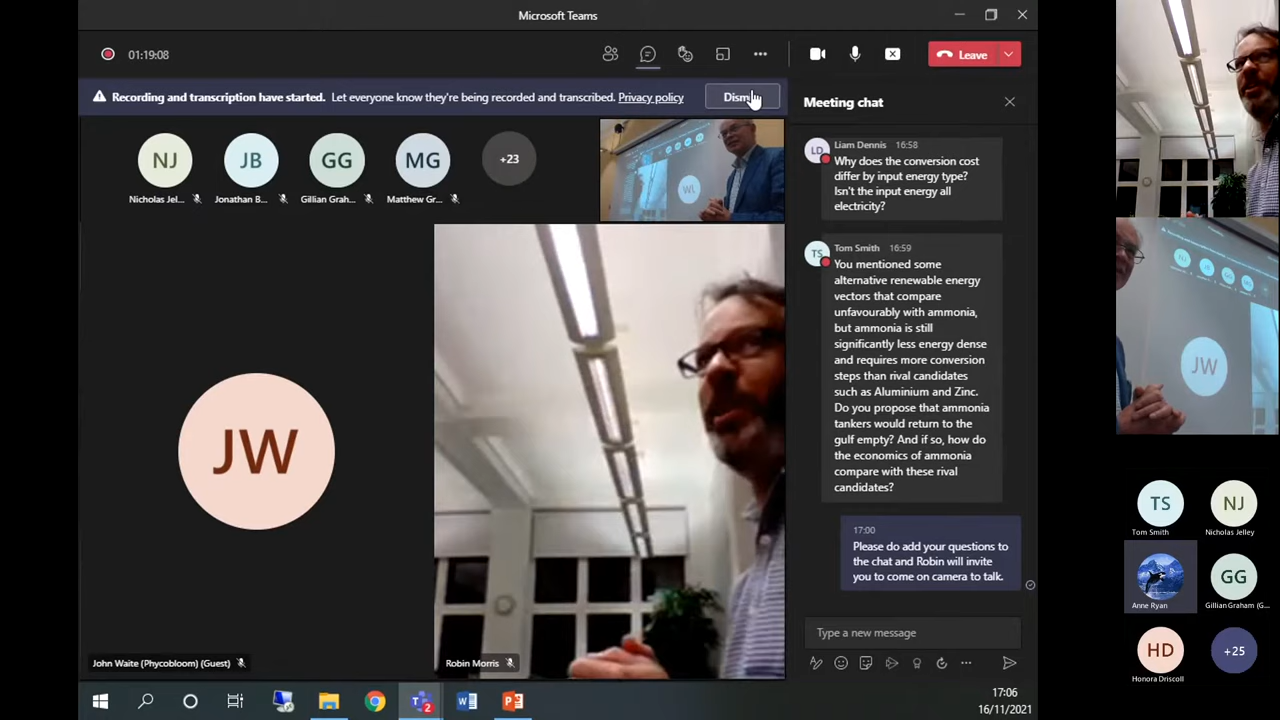 Microsoft Teams
01:19:08
Leave
Recording and transcription have started. Let everyone know they're being recorded and transcribed. Privacy policy
NJ
JB
GG
MG
+23
Nicholas Jel...
Jonathan B...
Gillian Grah...
Matthew Gr...
WL
JW
John Waite (Phycobloom) (Guest)
Robin Morris
Meeting chat
LD
Liam Dennis 16:58
Why does the conversion cost
differ by input energy type?
Isn't the input energy all
electricity?
TS
Tom Smith 16:59
You mentioned some
alternative renewable energy
vectors that compare
unfavourably with ammonia,
but ammonia is still
significantly less energy dense
and requires more conversion
steps than rival candidates
such as Aluminium and Zinc.
Do you propose that ammonia
tankers would return to the
gulf empty? And if so, how do
the economics of ammonia
compare with these rival
candidates?
17:00
Please do add your questions to
the chat and Robin will invite
you to come on camera to talk.
Type a new message
2
17:06
16/11/2021
JW
TS
NJ
Tom Smith
Nicholas Jelley
GG
Anne Ryan
Gillian Graham (G...
HD
+25
Honora Driscoll